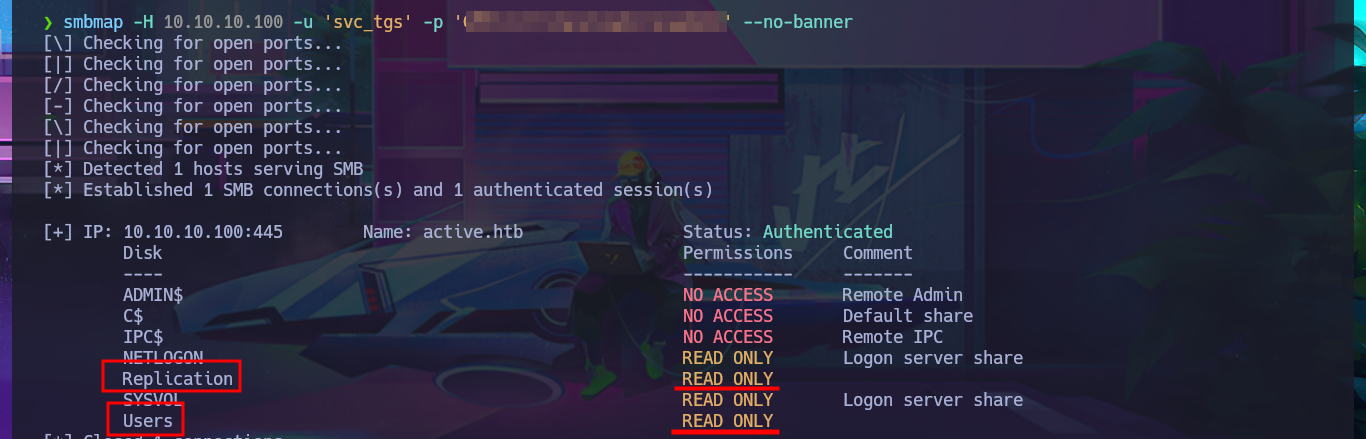 ❯ smbmap -H 10.10.10.100 -u 'svc_tgs' -p ' ' --no-banner
[\] Checking for open ports...
[|] Checking for open ports...
[/] Checking for open ports...
[-] Checking for open ports...
[\] Checking for open ports...
[|] Checking for open ports...
[*] Detected 1 hosts serving SMB
[*] Established 1 SMB connections(s) and 1 authenticated session(s)
[+] IP: 10.10.10.100:445 Name: active.htb Status: Authenticated
Disk Permissions Comment
---- ----------- -------
ADMIN$ NO ACCESS Remote Admin
C$ NO ACCESS Default share
IPC$ NO ACCESS Remote IPC
NETLOGON READ ONLY Logon server share
Replication READ ONLY
SYSVOL READ ONLY Logon server share
Users READ ONLY
[*] Closed 1 connections